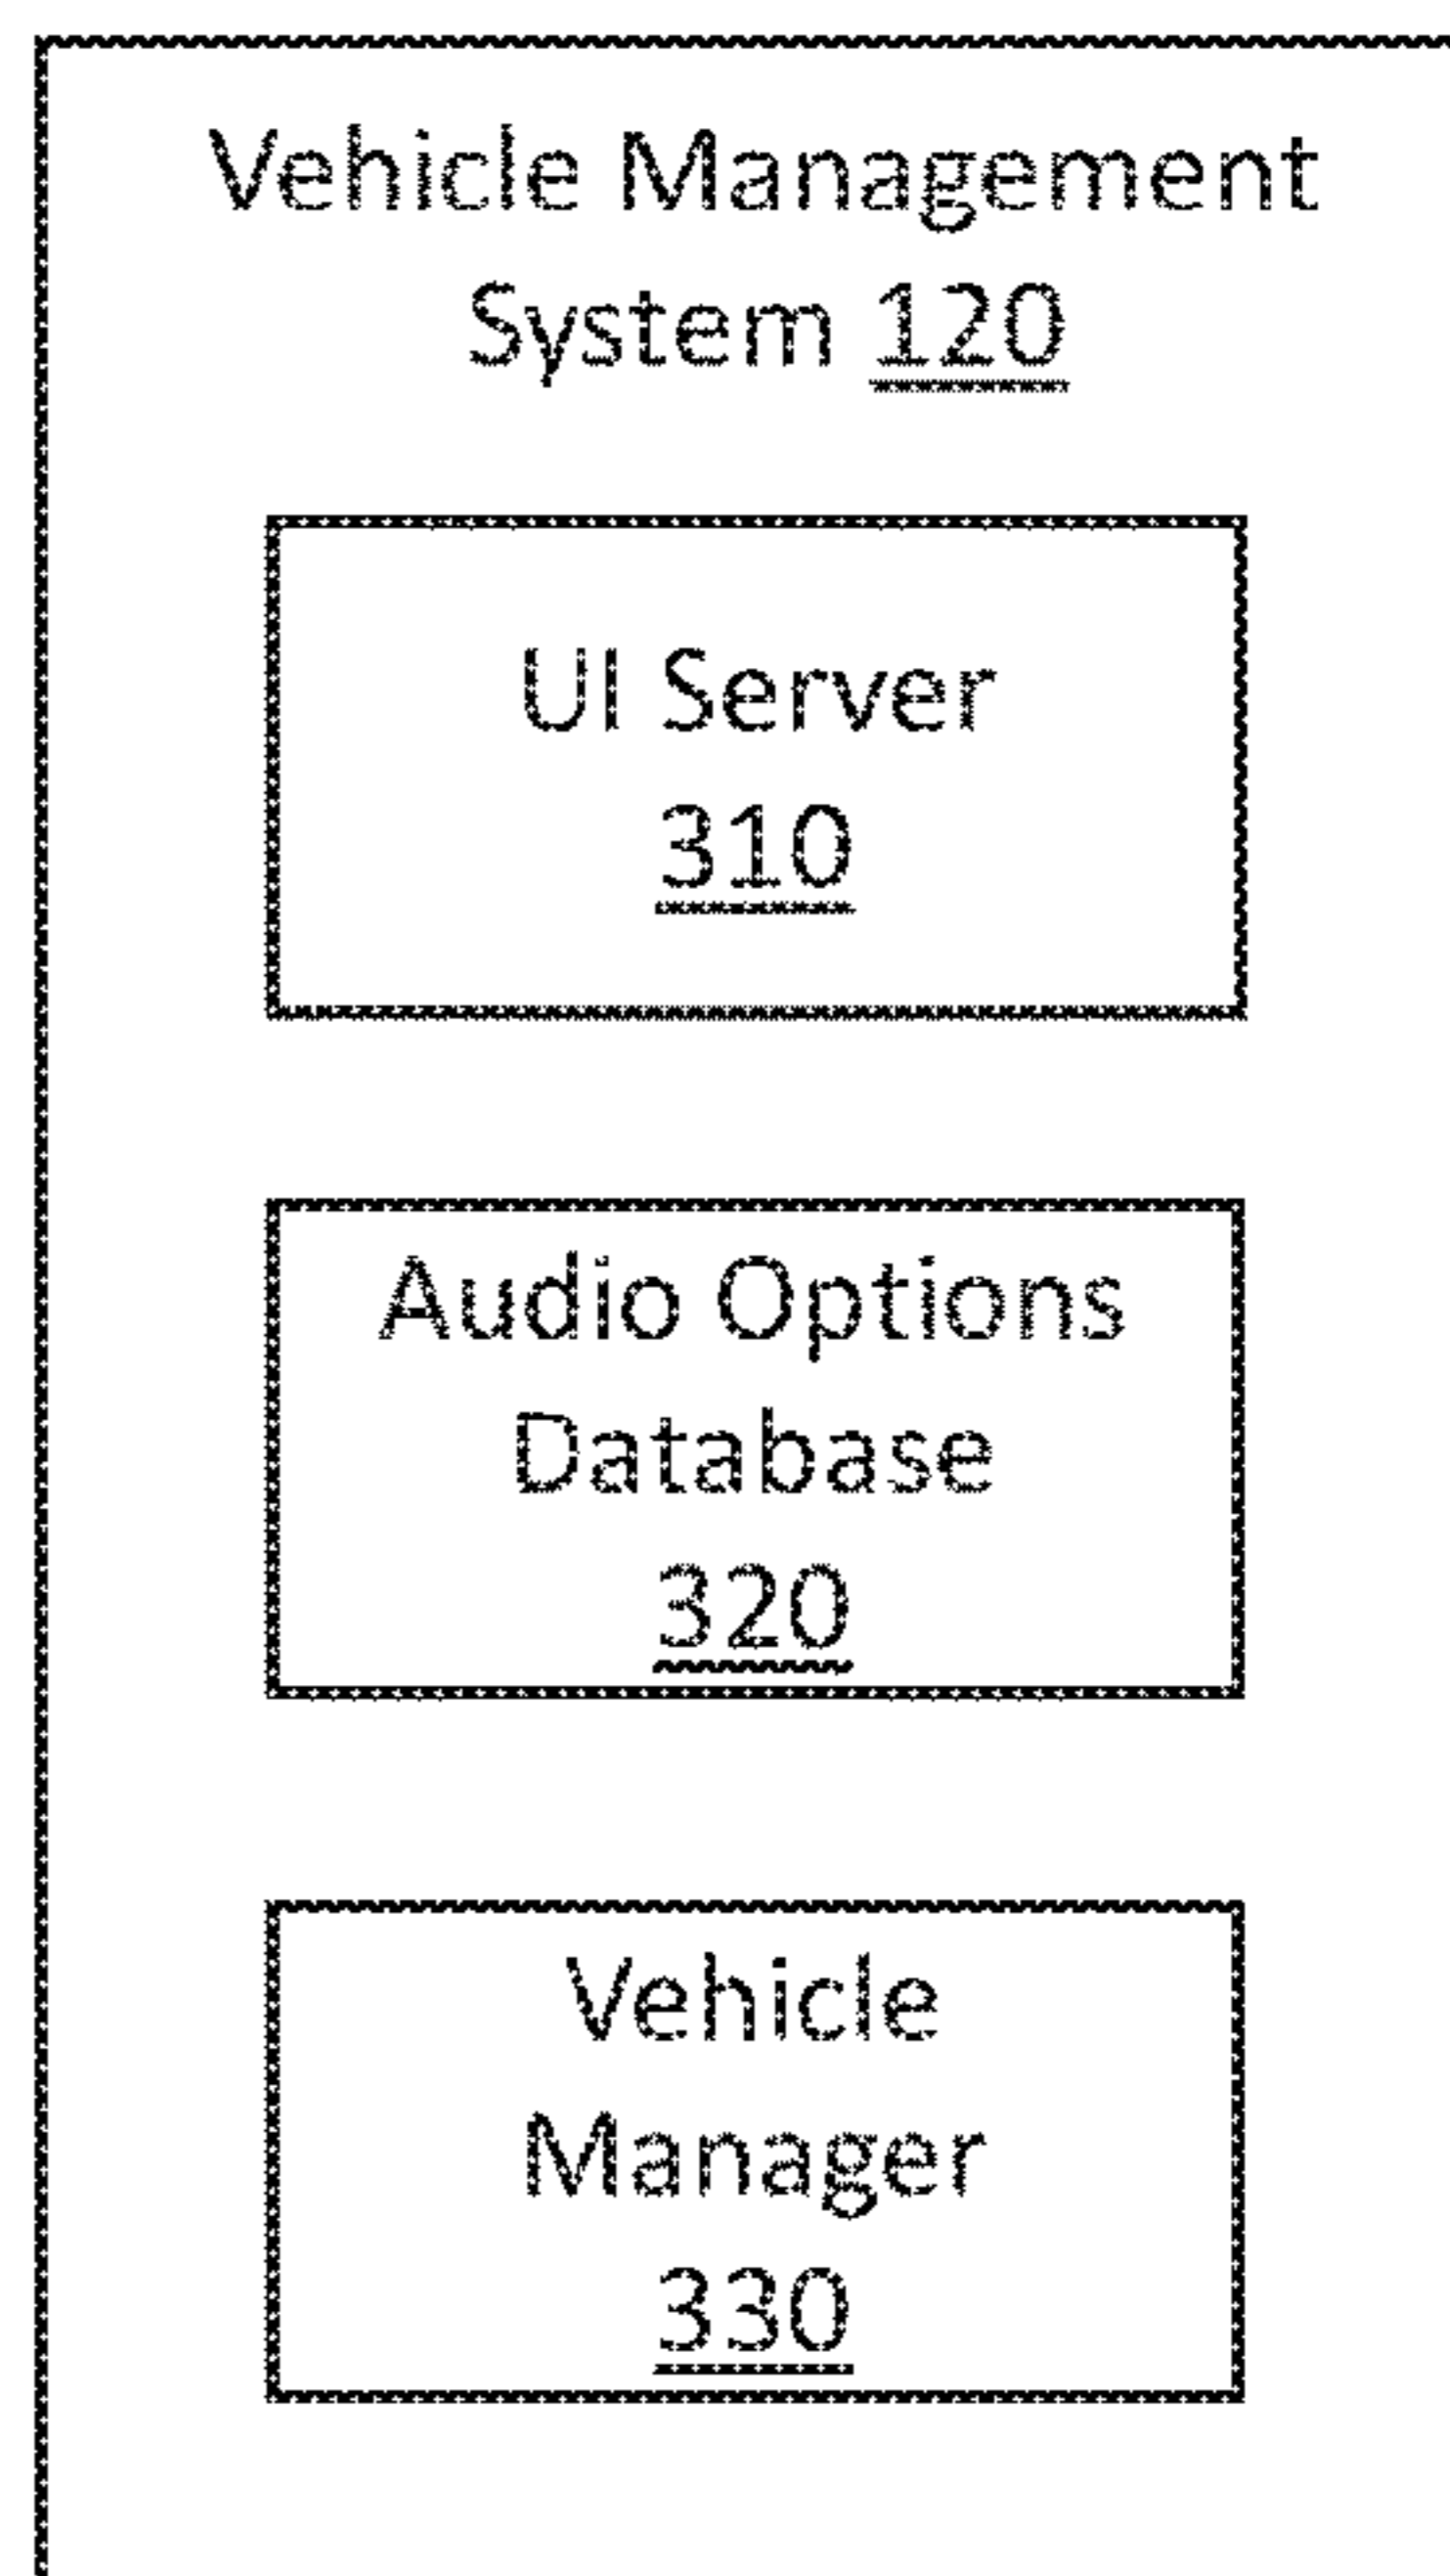 Vehicle Management
System 120
UI Server
310
Audio Options
Database
320
Vehicle
Manager
330